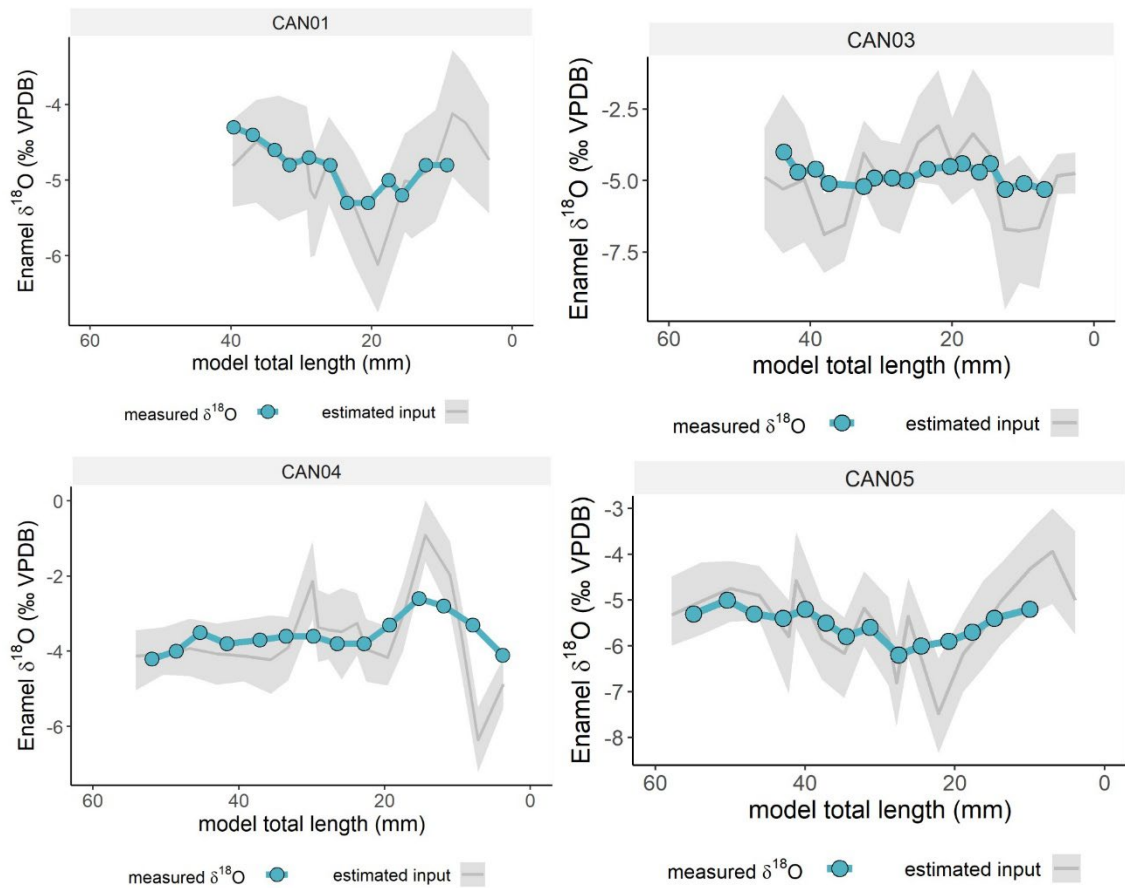 CAN01
Enamel δ¹⁸O (‰ VPDB)
-4
-5
-6
60
40
20
0
model total length (mm)
measured δ¹⁸O
estimated input
CAN03
Enamel δ¹⁸O (‰ VPDB)
-2.5
-5.0
-7.5
60
40
20
0
model total length (mm)
measured δ¹⁸O
estimated input
CAN04
Enamel δ¹⁸O (‰ VPDB)
0
-2
-4
-6
60
40
20
0
model total length (mm)
measured δ¹⁸O
estimated input
CAN05
Enamel δ¹⁸O (‰ VPDB)
-3
-4
-5
-6
-7
-8
60
40
20
0
model total length (mm)
measured δ¹⁸O
estimated input